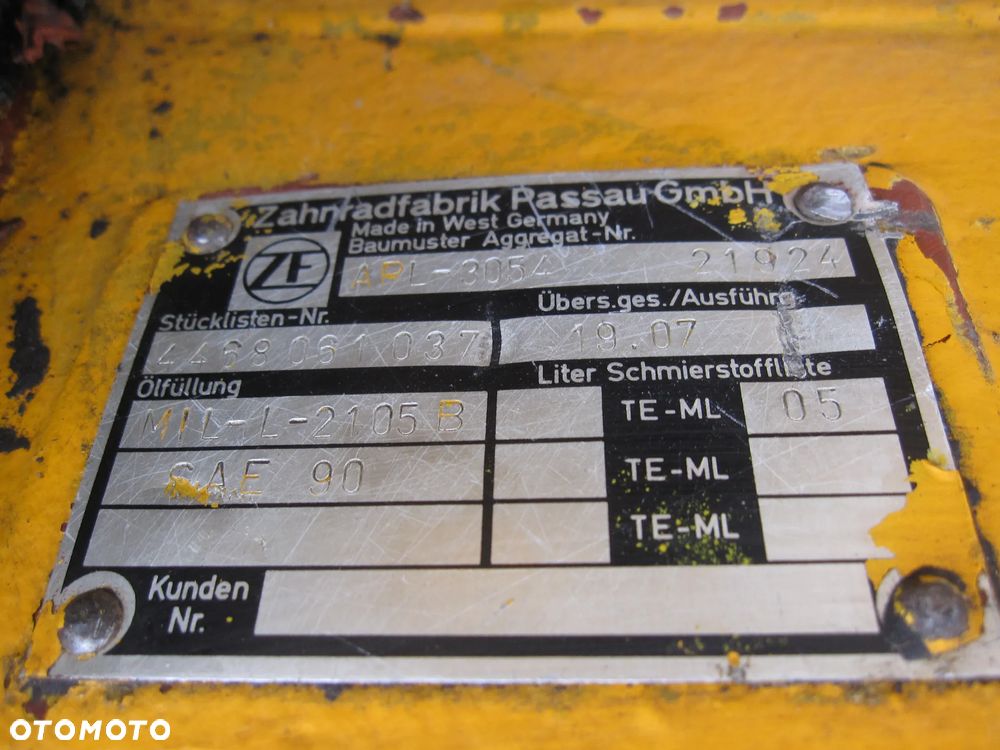 Zahnradfabrik Passau GmbH
Made in West Germany
Baumuster Aggregat-Nr.
ZF
APL-3054 21924
Stücklisten-Nr. Übers.ges./Ausführg
4468 061 037 19.07
Ölfüllung Liter Schmierstoffliste
MIL-L-2105 B TE-ML 05
SAE 90 TE-ML
TE-ML
Kunden
Nr.
OTOMOTO